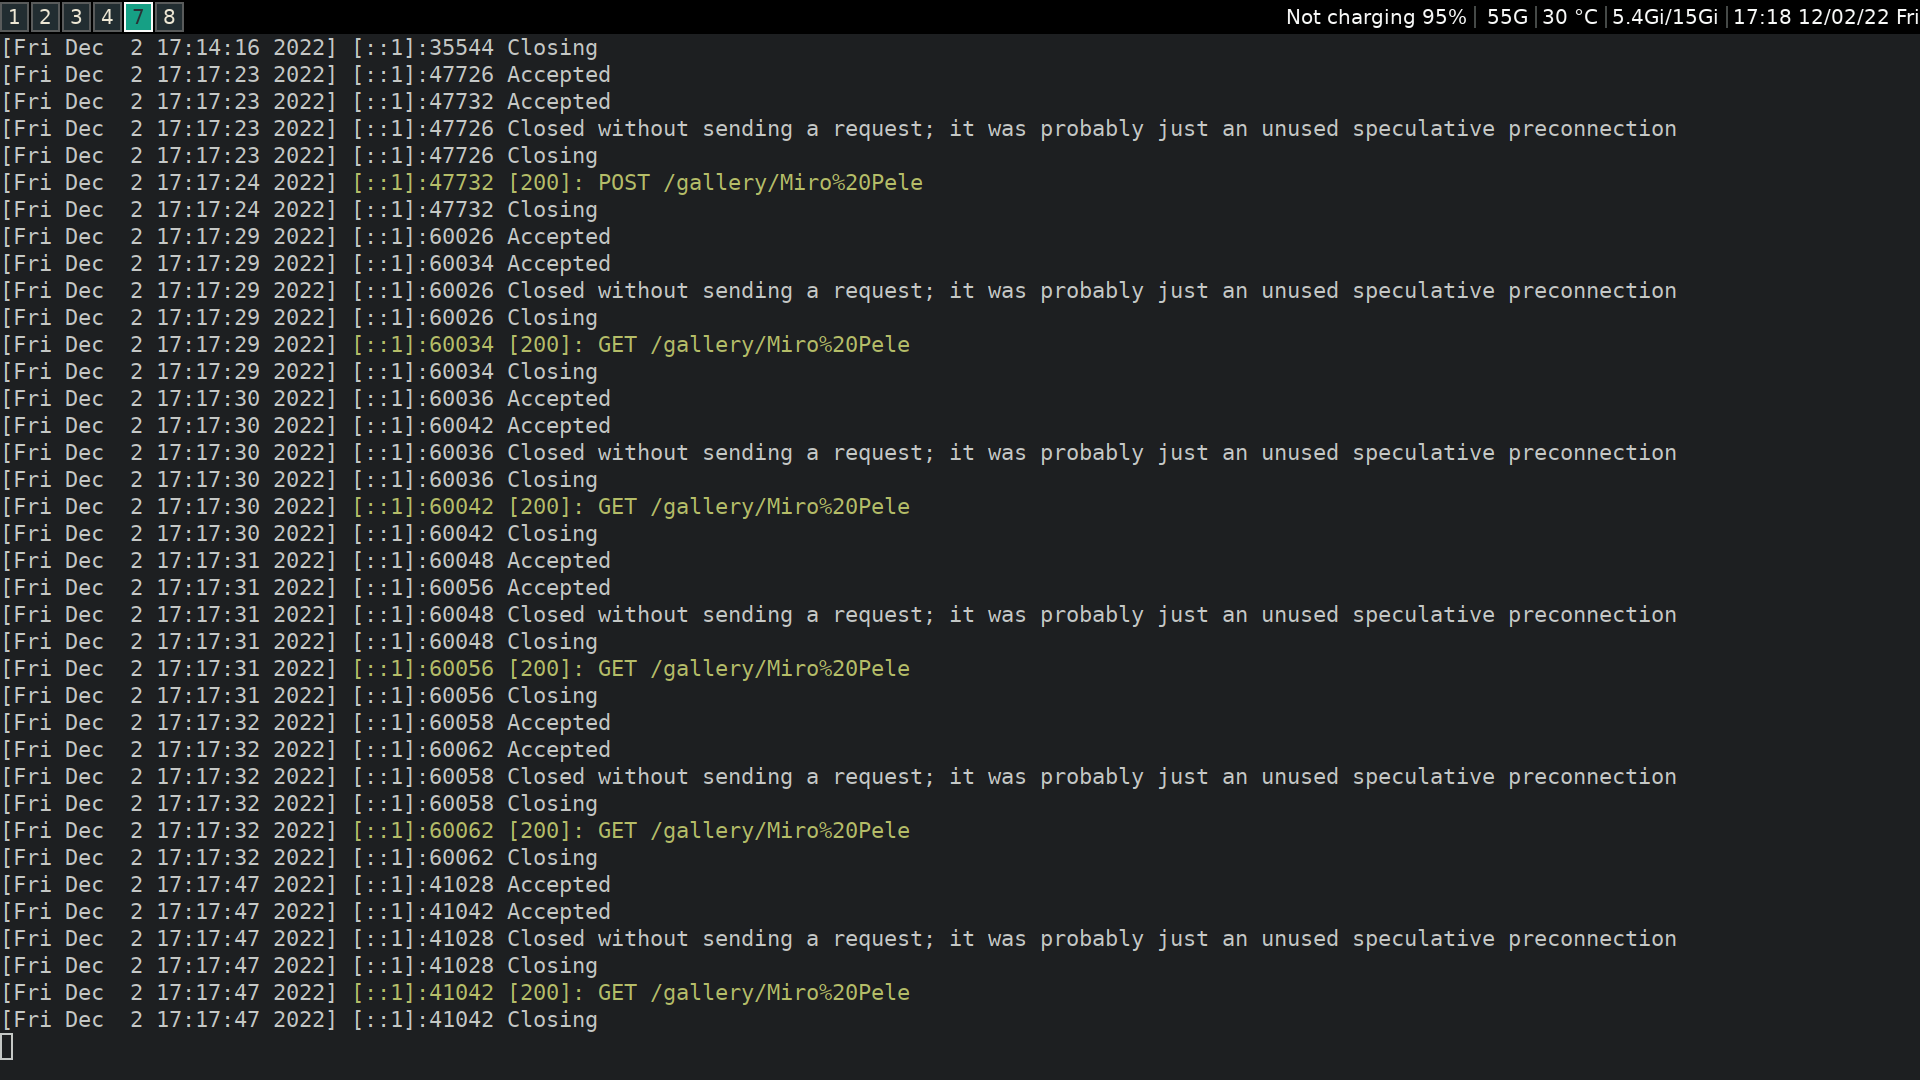 1 2 3 4 7 8 Not charging 95% | 55G | 30 °C | 5.4Gi/15Gi | 17:18 12/02/22 Fri
[Fri Dec  2 17:14:16 2022] [::1]:35544 Closing
[Fri Dec  2 17:17:23 2022] [::1]:47726 Accepted
[Fri Dec  2 17:17:23 2022] [::1]:47732 Accepted
[Fri Dec  2 17:17:23 2022] [::1]:47726 Closed without sending a request; it was probably just an unused speculative preconnection
[Fri Dec  2 17:17:23 2022] [::1]:47726 Closing
[Fri Dec  2 17:17:24 2022] [::1]:47732 [200]: POST /gallery/Miro%20Pele
[Fri Dec  2 17:17:24 2022] [::1]:47732 Closing
[Fri Dec  2 17:17:29 2022] [::1]:60026 Accepted
[Fri Dec  2 17:17:29 2022] [::1]:60034 Accepted
[Fri Dec  2 17:17:29 2022] [::1]:60026 Closed without sending a request; it was probably just an unused speculative preconnection
[Fri Dec  2 17:17:29 2022] [::1]:60026 Closing
[Fri Dec  2 17:17:29 2022] [::1]:60034 [200]: GET /gallery/Miro%20Pele
[Fri Dec  2 17:17:29 2022] [::1]:60034 Closing
[Fri Dec  2 17:17:30 2022] [::1]:60036 Accepted
[Fri Dec  2 17:17:30 2022] [::1]:60042 Accepted
[Fri Dec  2 17:17:30 2022] [::1]:60036 Closed without sending a request; it was probably just an unused speculative preconnection
[Fri Dec  2 17:17:30 2022] [::1]:60036 Closing
[Fri Dec  2 17:17:30 2022] [::1]:60042 [200]: GET /gallery/Miro%20Pele
[Fri Dec  2 17:17:30 2022] [::1]:60042 Closing
[Fri Dec  2 17:17:31 2022] [::1]:60048 Accepted
[Fri Dec  2 17:17:31 2022] [::1]:60056 Accepted
[Fri Dec  2 17:17:31 2022] [::1]:60048 Closed without sending a request; it was probably just an unused speculative preconnection
[Fri Dec  2 17:17:31 2022] [::1]:60048 Closing
[Fri Dec  2 17:17:31 2022] [::1]:60056 [200]: GET /gallery/Miro%20Pele
[Fri Dec  2 17:17:31 2022] [::1]:60056 Closing
[Fri Dec  2 17:17:32 2022] [::1]:60058 Accepted
[Fri Dec  2 17:17:32 2022] [::1]:60062 Accepted
[Fri Dec  2 17:17:32 2022] [::1]:60058 Closed without sending a request; it was probably just an unused speculative preconnection
[Fri Dec  2 17:17:32 2022] [::1]:60058 Closing
[Fri Dec  2 17:17:32 2022] [::1]:60062 [200]: GET /gallery/Miro%20Pele
[Fri Dec  2 17:17:32 2022] [::1]:60062 Closing
[Fri Dec  2 17:17:47 2022] [::1]:41028 Accepted
[Fri Dec  2 17:17:47 2022] [::1]:41042 Accepted
[Fri Dec  2 17:17:47 2022] [::1]:41028 Closed without sending a request; it was probably just an unused speculative preconnection
[Fri Dec  2 17:17:47 2022] [::1]:41028 Closing
[Fri Dec  2 17:17:47 2022] [::1]:41042 [200]: GET /gallery/Miro%20Pele
[Fri Dec  2 17:17:47 2022] [::1]:41042 Closing